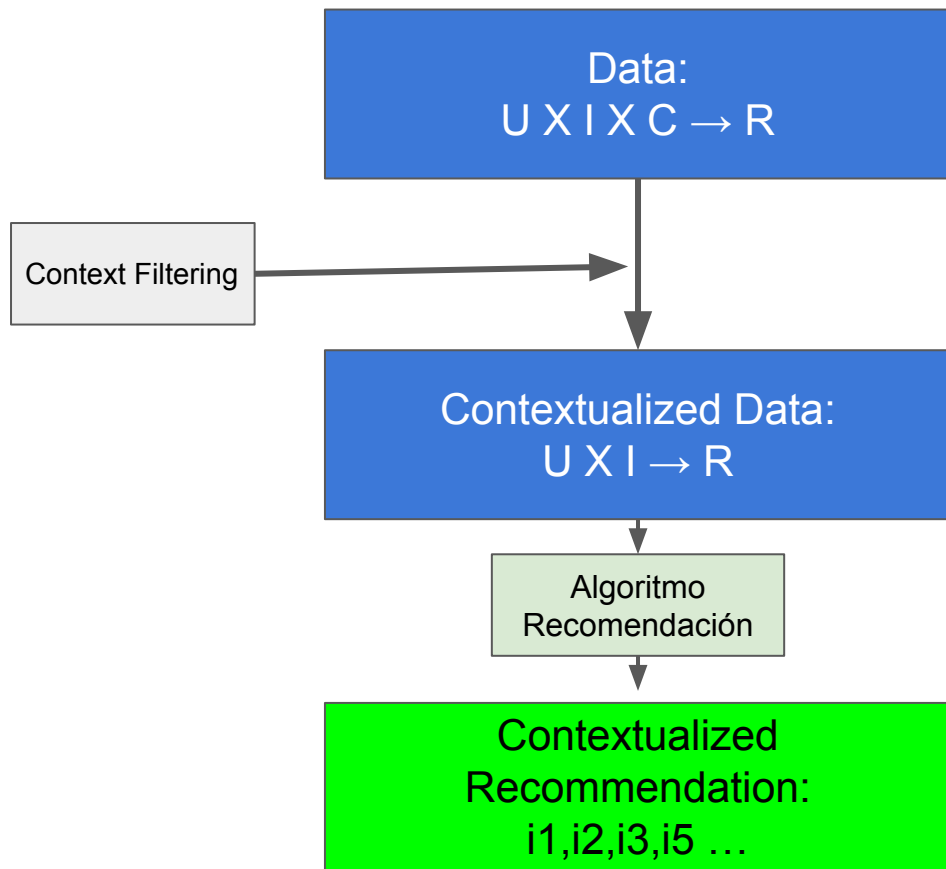 Data:
U X I X C → R
Context Filtering
Contextualized Data:
U X I → R
Algoritmo
Recomendación
Contextualized
Recommendation:
i1,i2,i3,i5 …